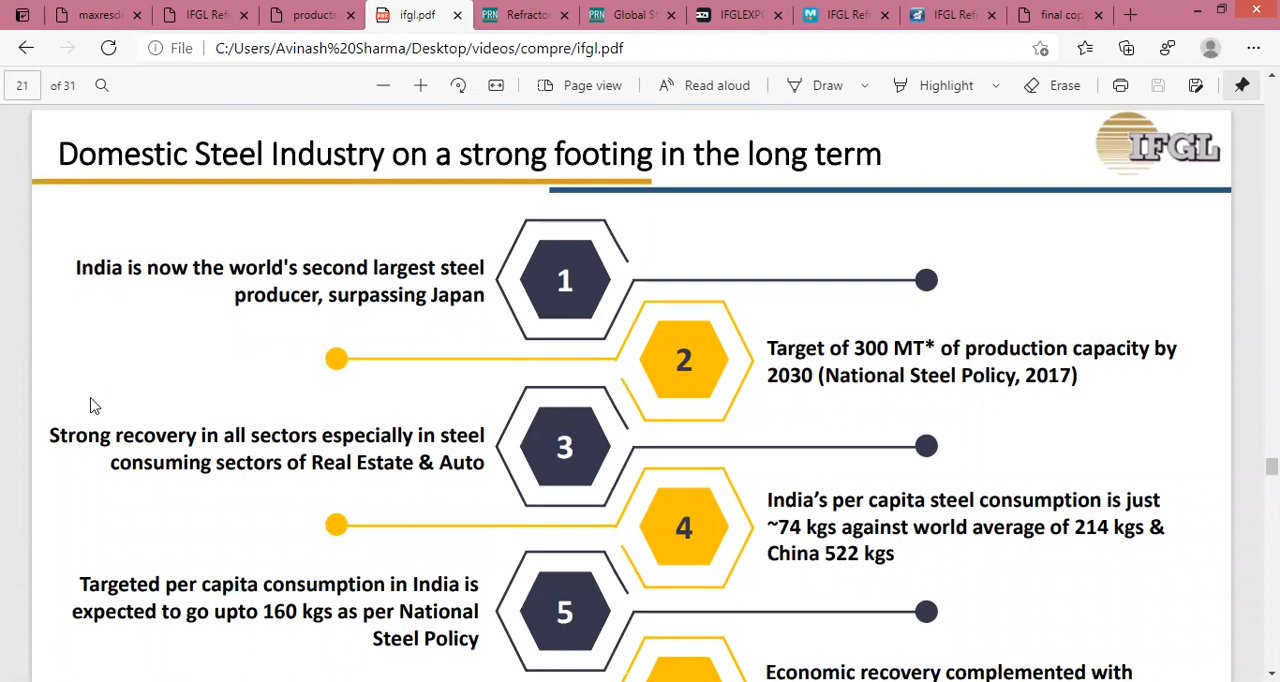 maxresd
IFGL Ref
products
ifgl.pdf
PRN
Refracto
PRN
Global S
IFGLEXPO
IFGL Ref
IFGL Ref
final cop
File
C:/Users/Avinash%20Sharma/Desktop/videos/compre/ifgl.pdf
21
of 31
Page view
Read aloud
Draw
Highlight
Erase
Domestic Steel Industry on a strong footing in the long term
IFGL
India is now the world's second largest steel
producer, surpassing Japan
1
2
Target of 300 MT* of production capacity by
2030 (National Steel Policy, 2017)
Strong recovery in all sectors especially in steel
consuming sectors of Real Estate & Auto
3
4
India’s per capita steel consumption is just
~74 kgs against world average of 214 kgs &
China 522 kgs
Targeted per capita consumption in India is
expected to go upto 160 kgs as per National
Steel Policy
5
Economic recovery complemented with